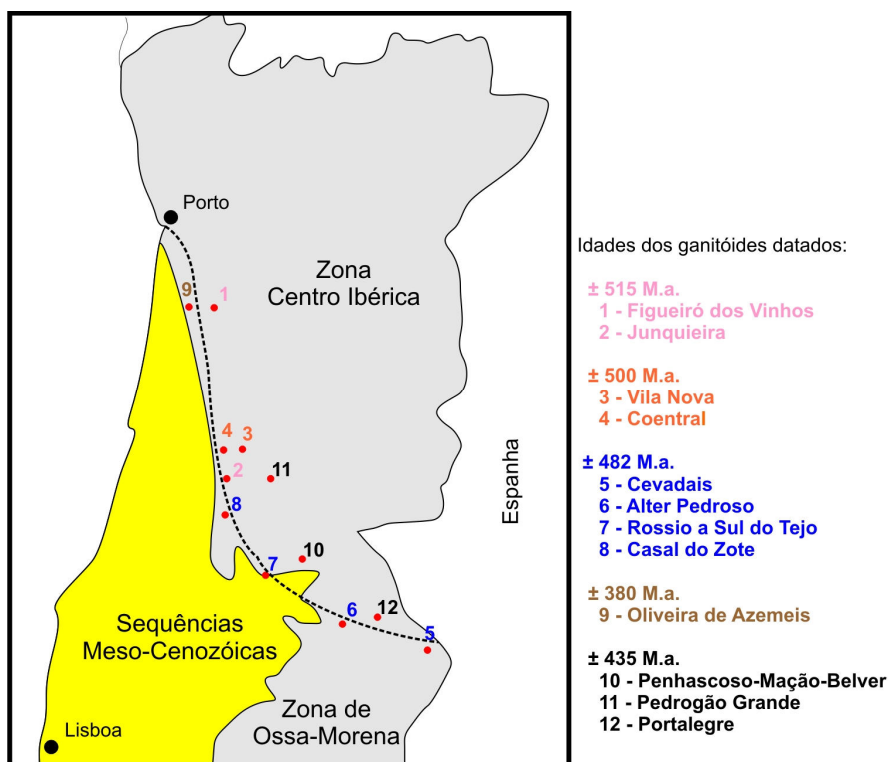 Porto
Zona
Centro Ibérica
9
1
4
3
2
11
8
10
7
6
12
5
Espanha
Sequências
Meso-Cenozóicas
Zona de
Ossa-Morena
Lisboa
Idades dos ganitóides datados:
± 515 M.a.
1 - Figueiró dos Vinhos
2 - Junquieira
± 500 M.a.
3 - Vila Nova
4 - Coentral
± 482 M.a.
5 - Cevadais
6 - Alter Pedroso
7 - Rossio a Sul do Tejo
8 - Casal do Zote
± 380 M.a.
9 - Oliveira de Azemeis
± 435 M.a.
10 - Penhascoso-Mação-Belver
11 - Pedrogão Grande
12 - Portalegre